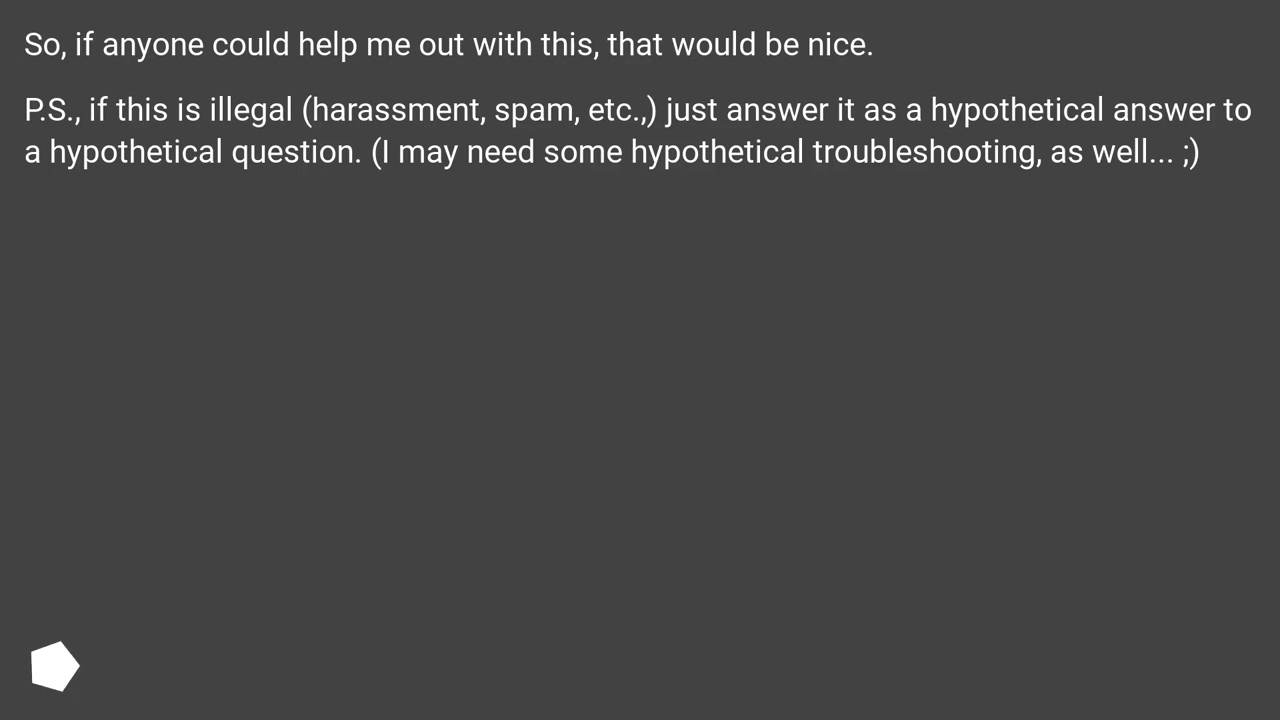 So, if anyone could help me out with this, that would be nice.
P.S., if this is illegal (harassment, spam, etc.,) just answer it as a hypothetical answer to
a hypothetical question. (I may need some hypothetical troubleshooting, as well... ;)